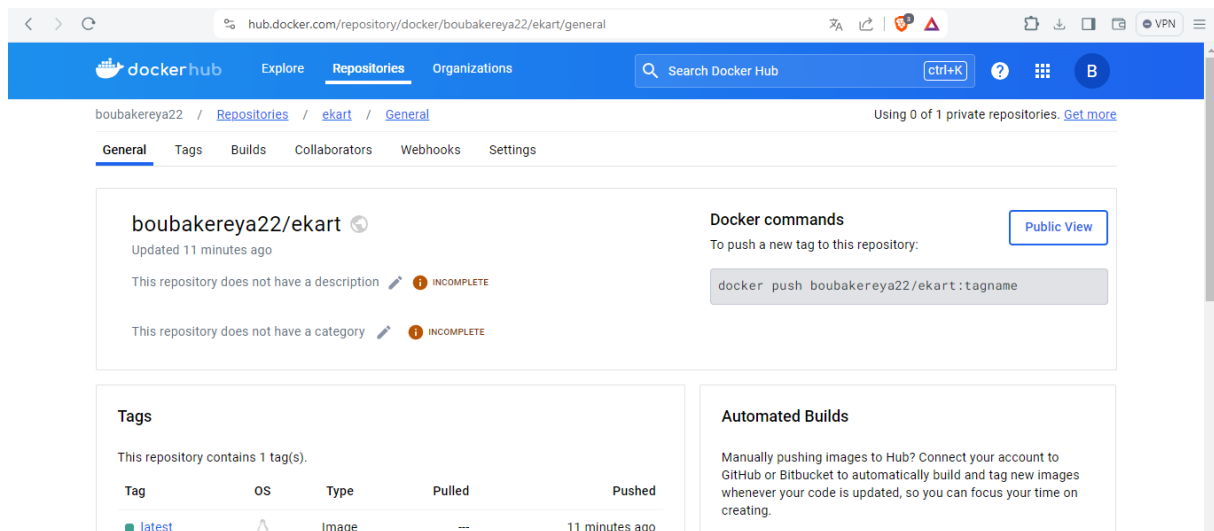 hub.docker.com/repository/docker/boubakereya22/ekart/general
3
VPN
dockerhub Explore Repositories Organizations Search Docker Hub ctrl+K ? B
boubakereya22 / Repositories / ekart / General Using 0 of 1 private repositories. Get more
General Tags Builds Collaborators Webhooks Settings
boubakereya22/ekart
Updated 11 minutes ago
This repository does not have a description INCOMPLETE
This repository does not have a category INCOMPLETE
Docker commands
Public View
To push a new tag to this repository:
docker push boubakereya22/ekart:tagname
Tags
This repository contains 1 tag(s).
Tag OS Type Pulled Pushed
latest Image --- 11 minutes ago
Automated Builds
Manually pushing images to Hub? Connect your account to
GitHub or Bitbucket to automatically build and tag new images
whenever your code is updated, so you can focus your time on
creating.